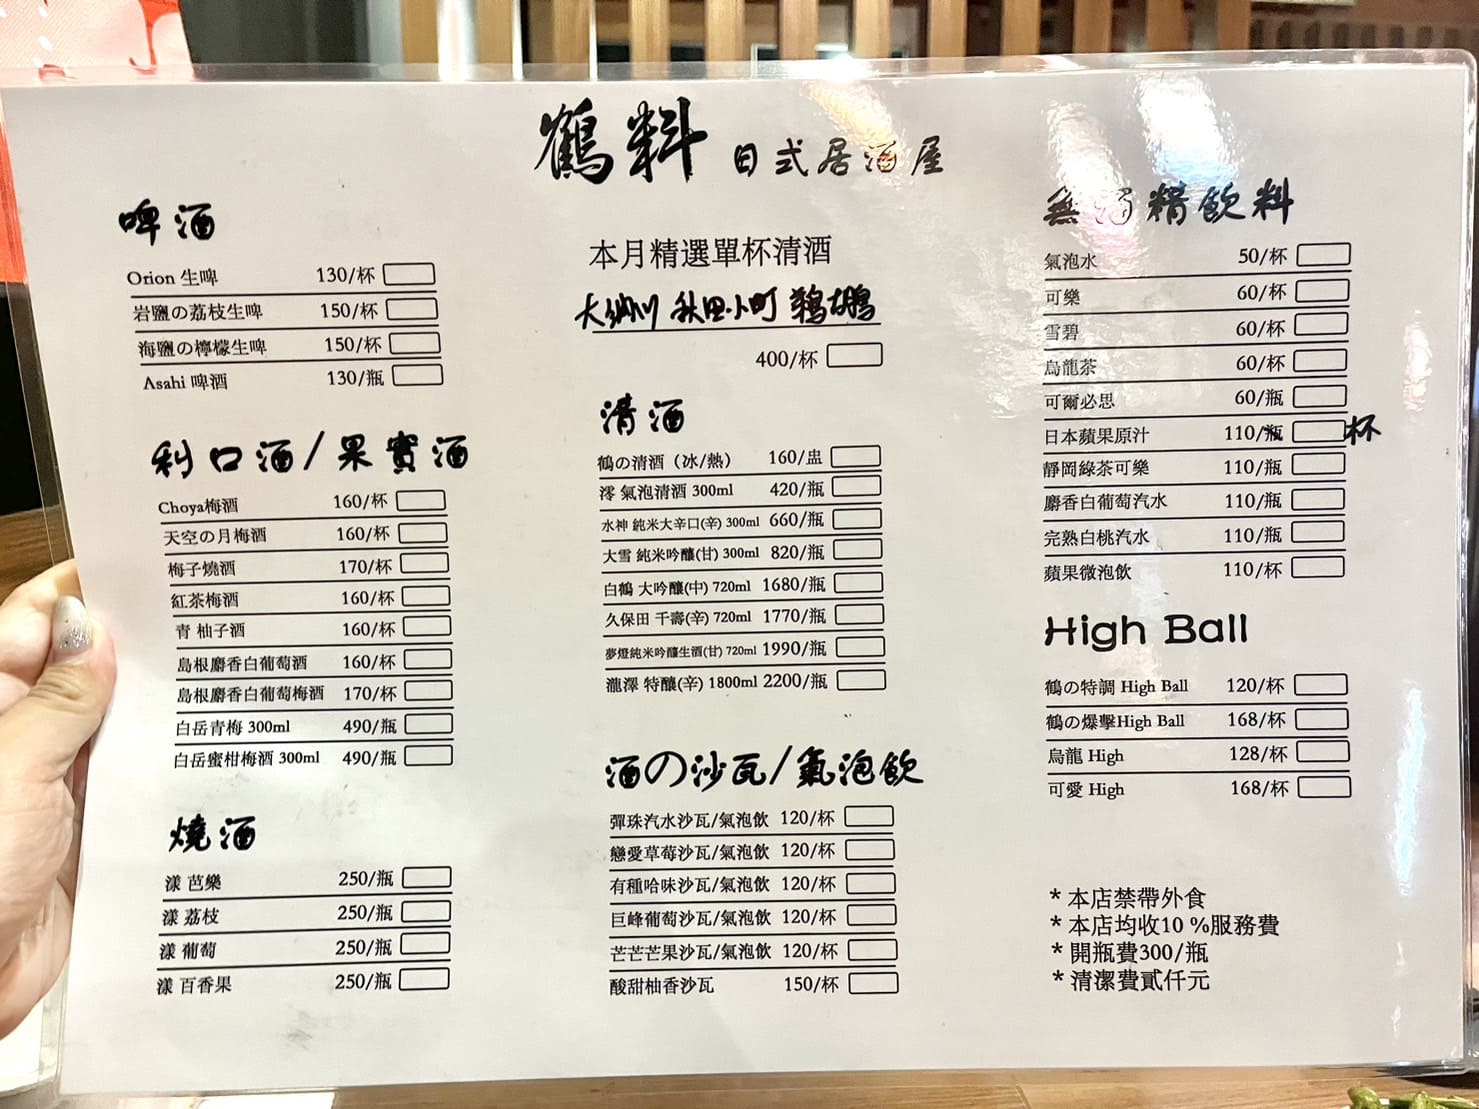 鶴料 日式居酒屋
啤酒
Orion 生啤 130/杯
岩鹽の荔枝生啤 150/杯
海鹽の檸檬生啤 150/杯
Asahi 啤酒 130/瓶
利口酒/果實酒
Choya梅酒 160/杯
天空の月梅酒 160/杯
梅子燒酒 170/杯
紅茶梅酒 160/杯
青 柚子酒 160/杯
島根麝香白葡萄酒 160/杯
島根麝香白葡萄梅酒 170/杯
白岳青梅 300ml 490/瓶
白岳蜜柑梅酒 300ml 490/瓶
燒酒
漾 芭樂 250/瓶
漾 荔枝 250/瓶
漾 葡萄 250/瓶
漾 百香果 250/瓶
本月精選單杯清酒
大納川 秋田小町 鵜鶘
400/杯
清酒
鶴の清酒（冰/熱） 160/盅
澪 氣泡清酒 300ml 420/瓶
水神 純米大辛口(辛) 300ml 660/瓶
大雪 純米吟釀(甘) 300ml 820/瓶
白鶴 大吟釀(中) 720ml 1680/瓶
久保田 千壽(辛) 720ml 1770/瓶
夢燈純米吟釀生酒(甘) 720ml 1990/瓶
瀧澤 特釀(辛) 1800ml 2200/瓶
酒の沙瓦/氣泡飲
彈珠汽水沙瓦/氣泡飲 120/杯
戀愛草莓沙瓦/氣泡飲 120/杯
有種哈味沙瓦/氣泡飲 120/杯
巨峰葡萄沙瓦/氣泡飲 120/杯
芒芒芒果沙瓦/氣泡飲 120/杯
酸甜柚香沙瓦 150/杯
無酒精飲料
氣泡水 50/杯
可樂 60/杯
雪碧 60/杯
烏龍茶 60/杯
可爾必思 60/瓶
日本蘋果原汁 110/瓶 杯
靜岡綠茶可樂 110/瓶
麝香白葡萄汽水 110/瓶
完熟白桃汽水 110/瓶
蘋果微泡飲 110/杯
High Ball
鶴の特調 High Ball 120/杯
鶴の爆擊High Ball 168/杯
烏龍 High 128/杯
可愛 High 168/杯
* 本店禁帶外食
* 本店均收10 %服務費
* 開瓶費300/瓶
* 清潔費貳仟元